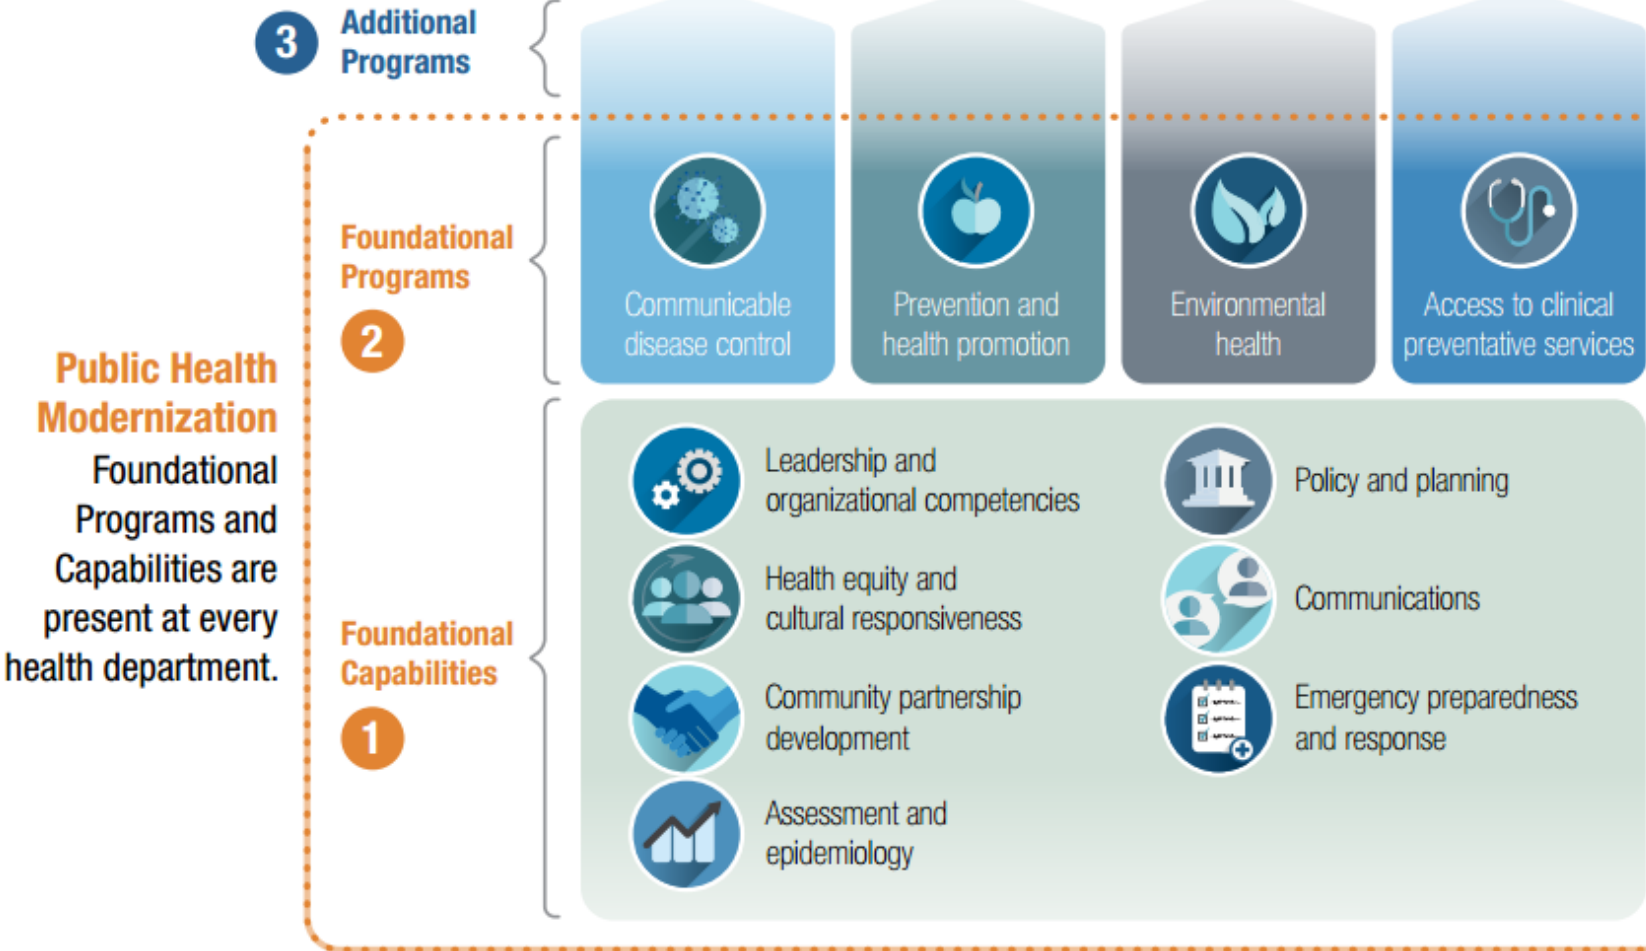 3
Additional
Programs
Foundational
Programs
2
Communicable
disease control
Prevention and
health promotion
Environmental
health
Access to clinical
preventative services
Public Health
Modernization
Foundational
Programs and
Capabilities are
present at every
health department.
Foundational
Capabilities
1
Leadership and
organizational competencies
Health equity and
cultural responsiveness
Community partnership
development
Assessment and
epidemiology
Policy and planning
Communications
Emergency preparedness
and response